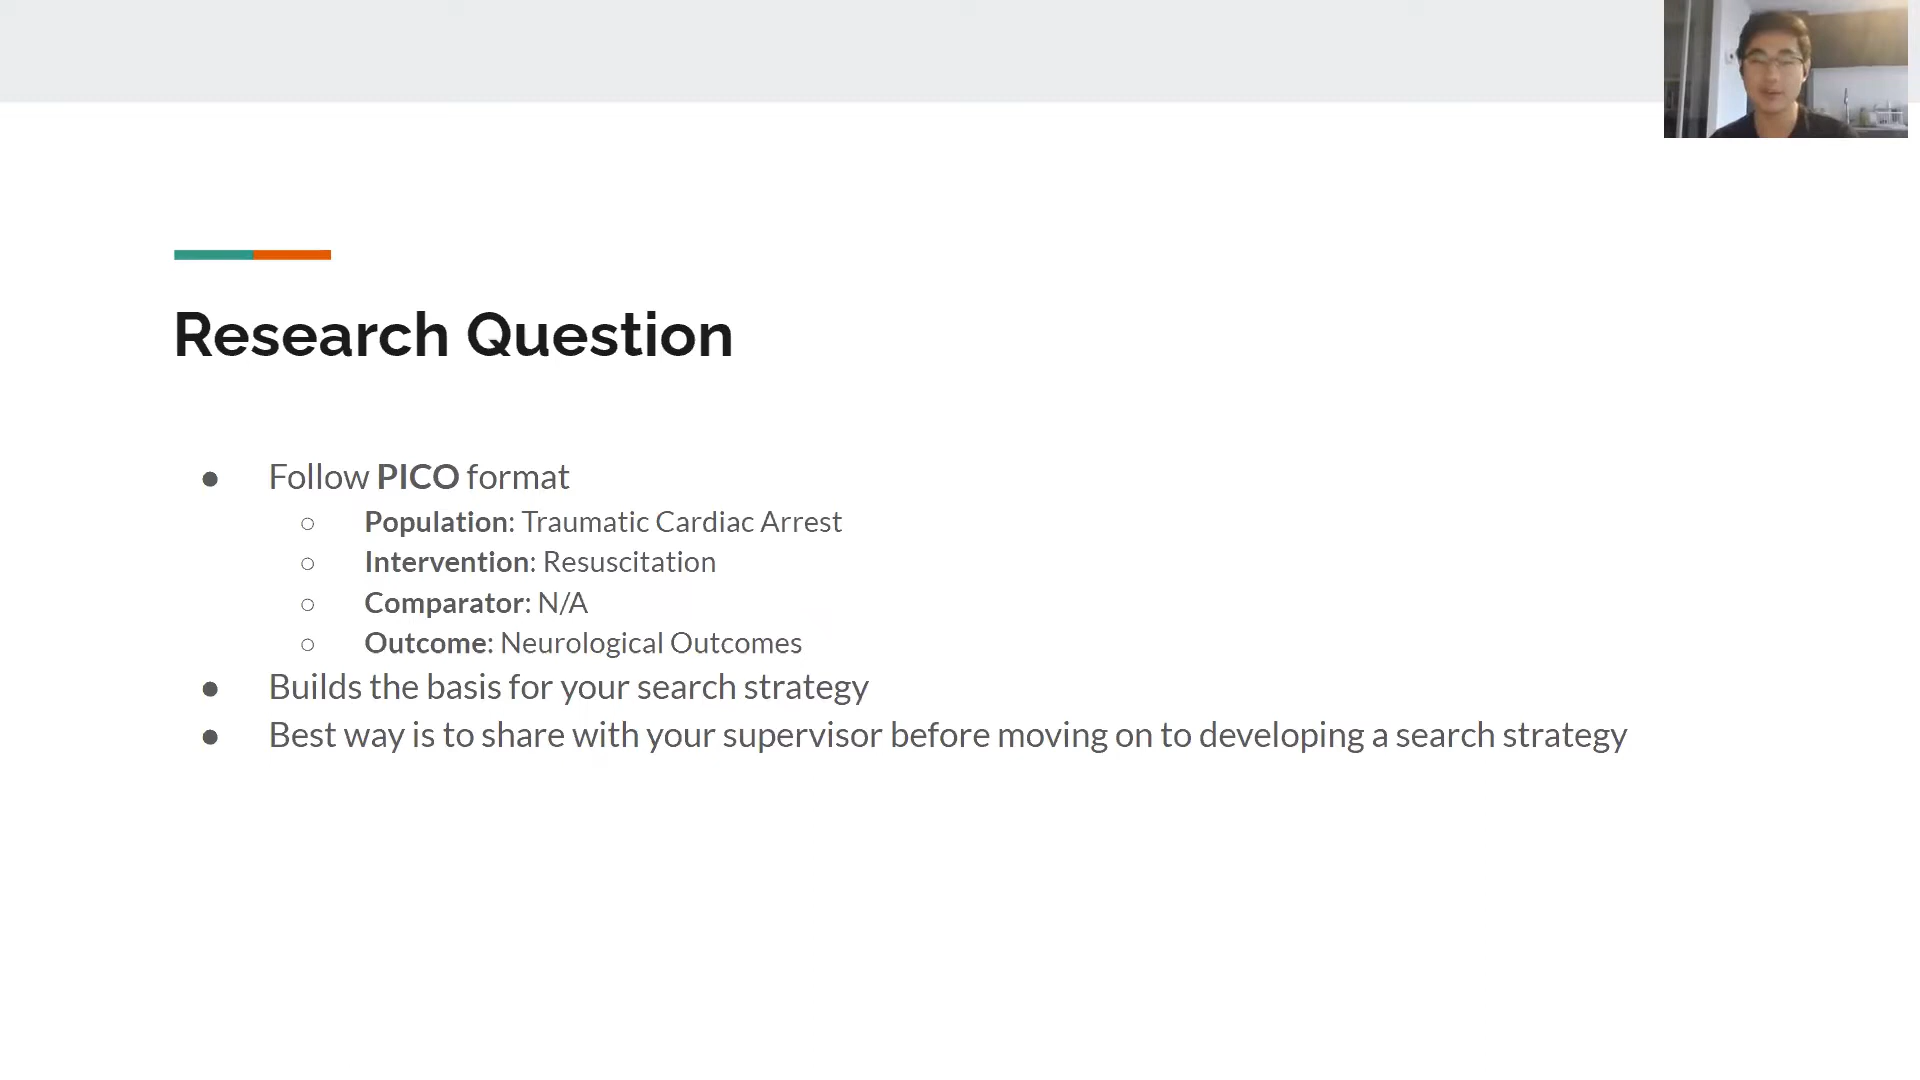 Research Question
● Follow PICO format
○ Population: Traumatic Cardiac Arrest
○ Intervention: Resuscitation
○ Comparator: N/A
○ Outcome: Neurological Outcomes
● Builds the basis for your search strategy
● Best way is to share with your supervisor before moving on to developing a search strategy